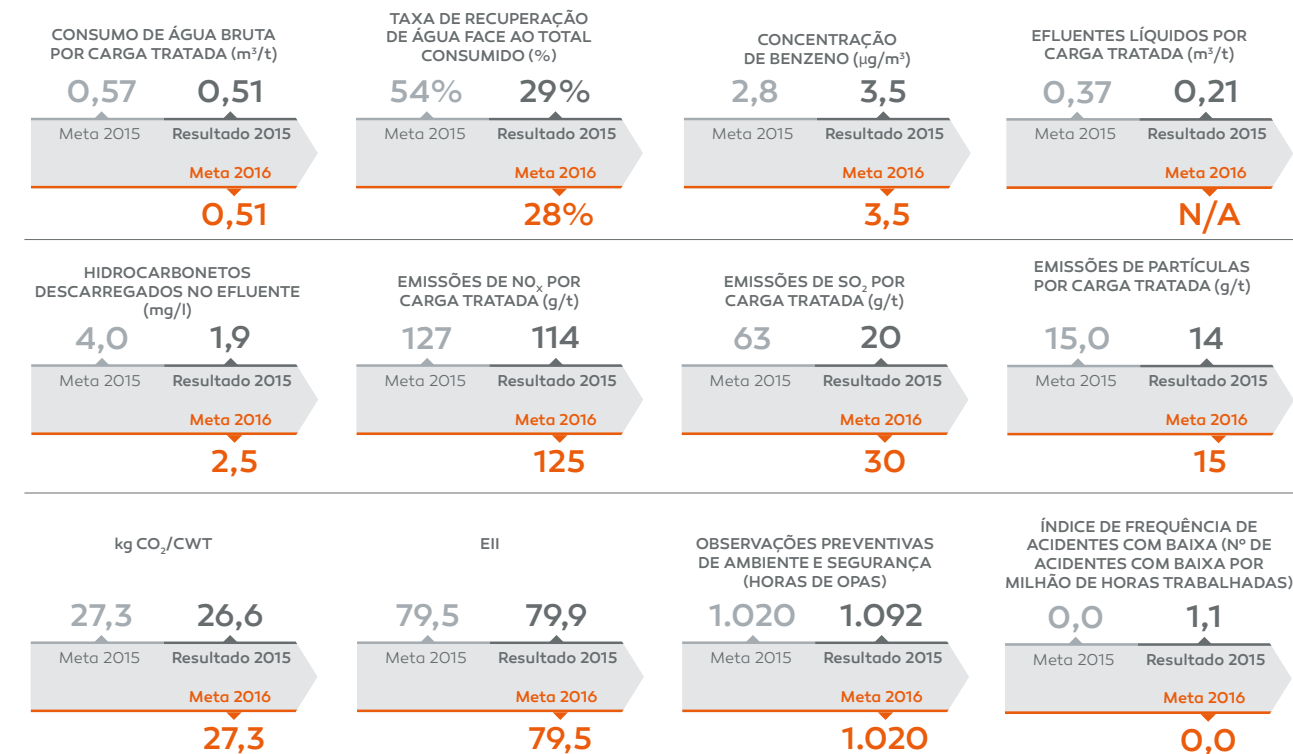 CONSUMO DE ÁGUA BRUTA
POR CARGA TRATADA (m³/t)
0,57 0,51
Meta 2015 Resultado 2015
Meta 2016
0,51
TAXA DE RECUPERAÇÃO
DE ÁGUA FACE AO TOTAL
CONSUMIDO (%)
54% 29%
Meta 2015 Resultado 2015
Meta 2016
28%
CONCENTRAÇÃO
DE BENZENO (µg/m³)
2,8 3,5
Meta 2015 Resultado 2015
Meta 2016
3,5
EFLUENTES LÍQUIDOS POR
CARGA TRATADA (m³/t)
0,37 0,21
Meta 2015 Resultado 2015
Meta 2016
N/A
HIDROCARBONETOS
DESCARREGADOS NO EFLUENTE
(mg/l)
4,0 1,9
Meta 2015 Resultado 2015
Meta 2016
2,5
EMISSÕES DE N0ₓ POR
CARGA TRATADA (g/t)
127 114
Meta 2015 Resultado 2015
Meta 2016
125
EMISSÕES DE SO₂ POR
CARGA TRATADA (g/t)
63 20
Meta 2015 Resultado 2015
Meta 2016
30
EMISSÕES DE PARTÍCULAS
POR CARGA TRATADA (g/t)
15,0 14
Meta 2015 Resultado 2015
Meta 2016
15
kg CO₂/CWT
27,3 26,6
Meta 2015 Resultado 2015
Meta 2016
27,3
EII
79,5 79,9
Meta 2015 Resultado 2015
Meta 2016
79,5
OBSERVAÇÕES PREVENTIVAS
DE AMBIENTE E SEGURANÇA
(HORAS DE OPAS)
1.020 1.092
Meta 2015 Resultado 2015
Meta 2016
1.020
ÍNDICE DE FREQUÊNCIA DE
ACIDENTES COM BAIXA (Nº DE
ACIDENTES COM BAIXA POR
MILHÃO DE HORAS TRABALHADAS)
0,0 1,1
Meta 2015 Resultado 2015
Meta 2016
0,0